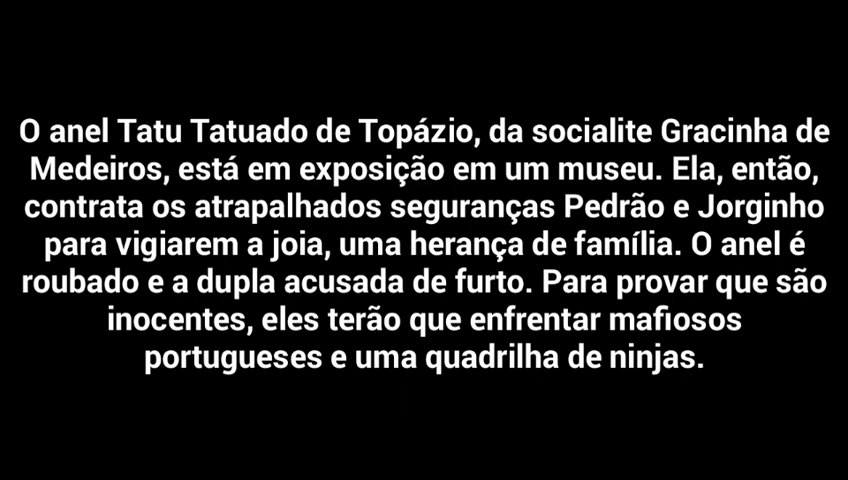 O anel Tatu Tatuado de Topázio, da socialite Gracinha de
Medeiros, está em exposição em um museu. Ela, então,
contrata os atrapalhados seguranças Pedrão e Jorginho
para vigiarem a joia, uma herança de família. O anel é
roubado e a dupla acusada de furto. Para provar que são
inocentes, eles terão que enfrentar mafiosos
portugueses e uma quadrilha de ninjas.